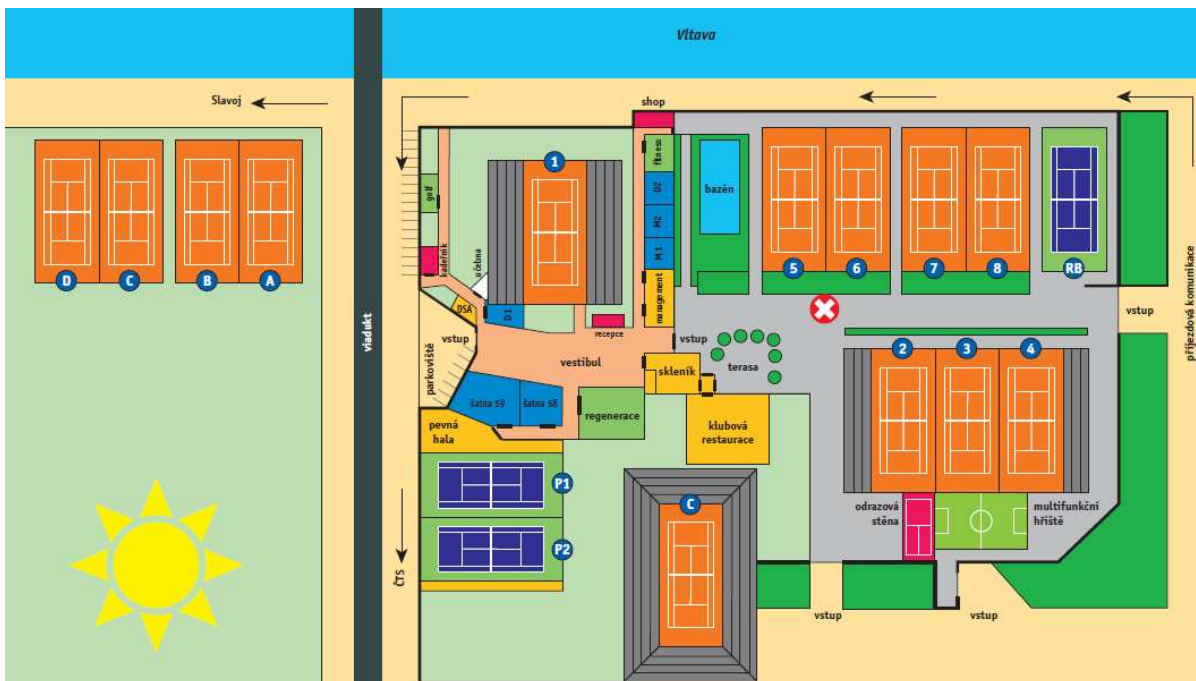 Vltava
Slavoj
shop
viadukt
příjezdová komunikace
1
golf
kadeřník
učebna
fitness
D2
M2
M1
management
bazén
5
6
7
8
RB
D
C
B
A
DSA
D1
recepce
vstup
vstup
vstup
parkoviště
vestibul
skleník
terasa
2
3
4
šatna S9
šatna S8
regenerace
klubová
restaurace
pevná
hala
P1
P2
ČTS
C
odrazová
stěna
multifunkční
hřiště
vstup
vstup